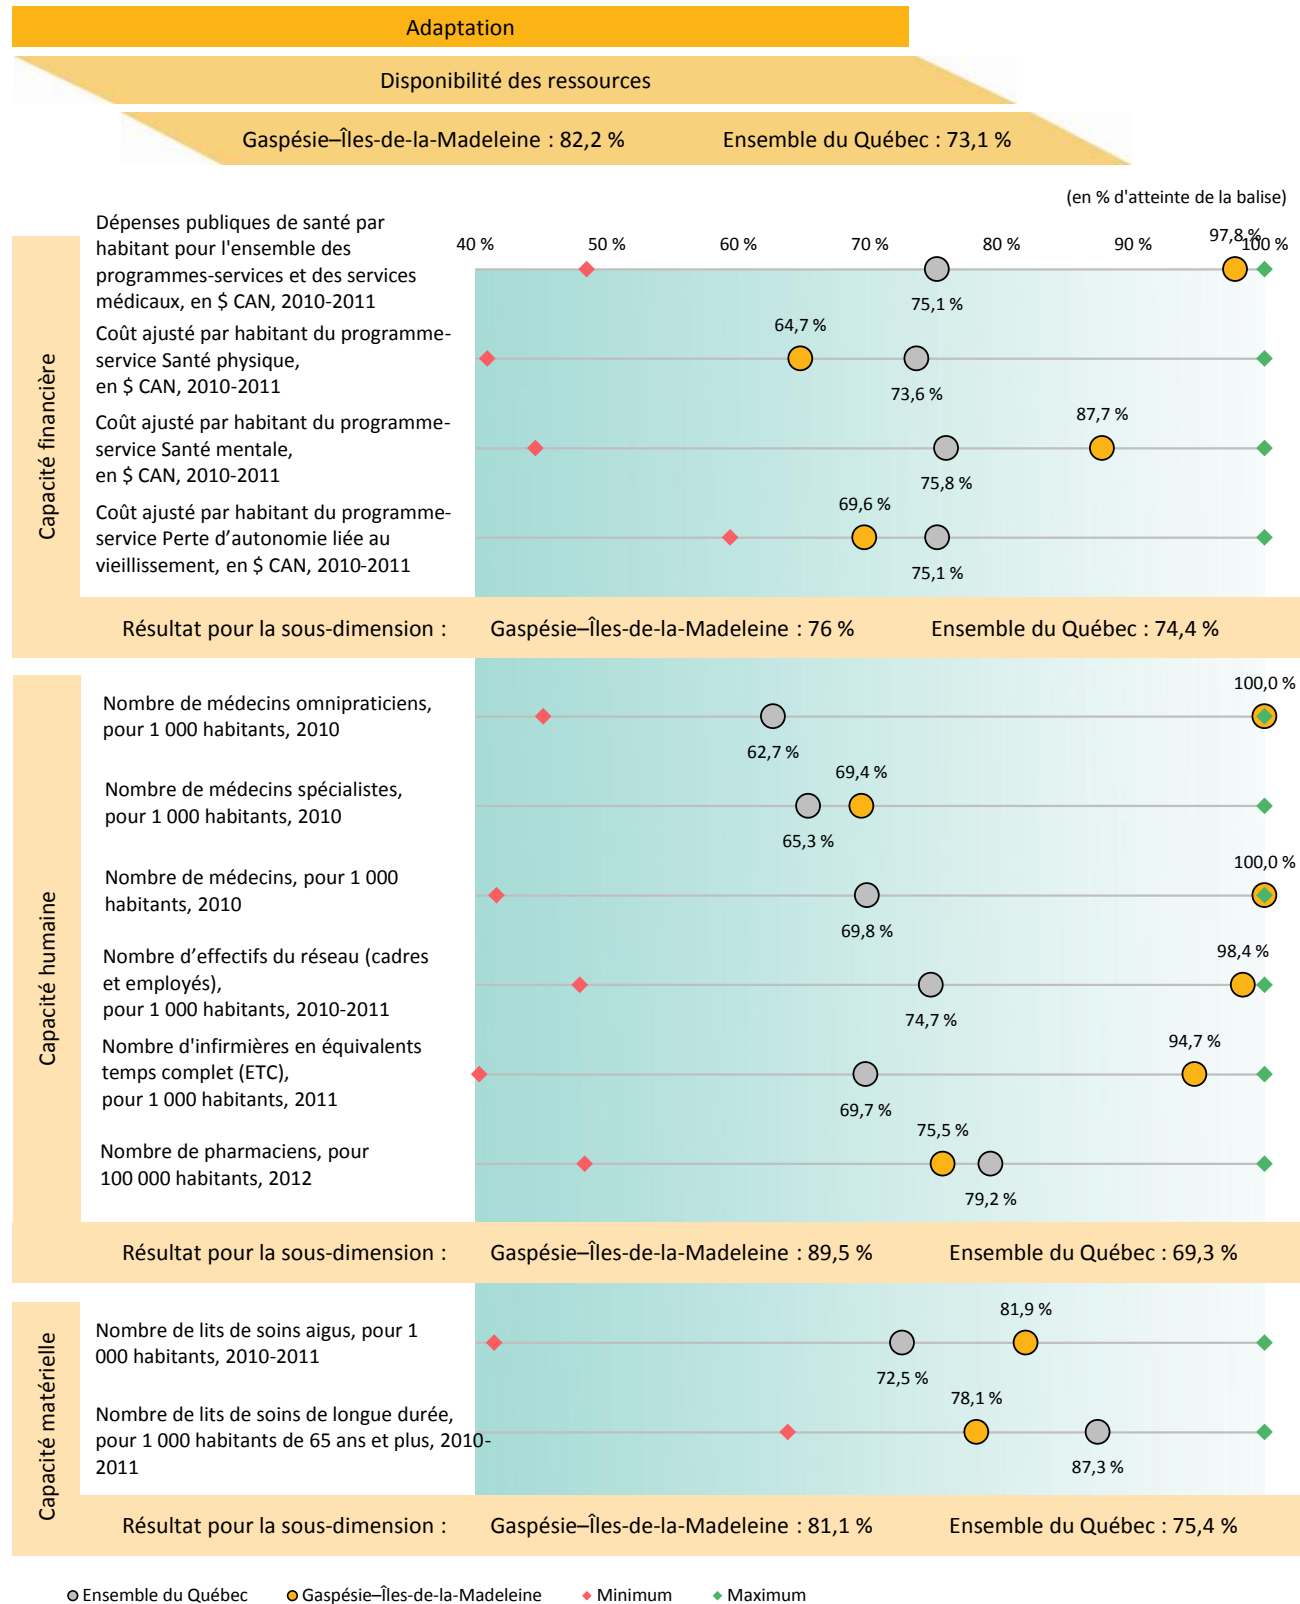 Adaptation
Disponibilité des ressources
Gaspésie–Îles-de-la-Madeleine : 82,2 % Ensemble du Québec : 73,1 %
(en % d'atteinte de la balise)
40 % 50 % 60 % 70 % 80 % 90 % 100 %
Capacité financière
Dépenses publiques de santé par
habitant pour l'ensemble des
programmes-services et des services
médicaux, en $ CAN, 2010-2011
97,8 %
75,1 %
Coût ajusté par habitant du programme-
service Santé physique,
en $ CAN, 2010-2011
64,7 %
73,6 %
Coût ajusté par habitant du programme-
service Santé mentale,
en $ CAN, 2010-2011
87,7 %
75,8 %
Coût ajusté par habitant du programme-
service Perte d’autonomie liée au
vieillissement, en $ CAN, 2010-2011
69,6 %
75,1 %
Résultat pour la sous-dimension : Gaspésie–Îles-de-la-Madeleine : 76 % Ensemble du Québec : 74,4 %
Capacité humaine
Nombre de médecins omnipraticiens,
pour 1 000 habitants, 2010
100,0 %
62,7 %
Nombre de médecins spécialistes,
pour 1 000 habitants, 2010
69,4 %
65,3 %
Nombre de médecins, pour 1 000
habitants, 2010
100,0 %
69,8 %
Nombre d’effectifs du réseau (cadres
et employés),
pour 1 000 habitants, 2010-2011
98,4 %
74,7 %
Nombre d'infirmières en équivalents
temps complet (ETC),
pour 1 000 habitants, 2011
94,7 %
69,7 %
Nombre de pharmaciens, pour
100 000 habitants, 2012
75,5 %
79,2 %
Résultat pour la sous-dimension : Gaspésie–Îles-de-la-Madeleine : 89,5 % Ensemble du Québec : 69,3 %
Capacité matérielle
Nombre de lits de soins aigus, pour 1
000 habitants, 2010-2011
81,9 %
72,5 %
Nombre de lits de soins de longue durée,
pour 1 000 habitants de 65 ans et plus, 2010-
2011
78,1 %
87,3 %
Résultat pour la sous-dimension : Gaspésie–Îles-de-la-Madeleine : 81,1 % Ensemble du Québec : 75,4 %
Ensemble du Québec Gaspésie–Îles-de-la-Madeleine Minimum Maximum